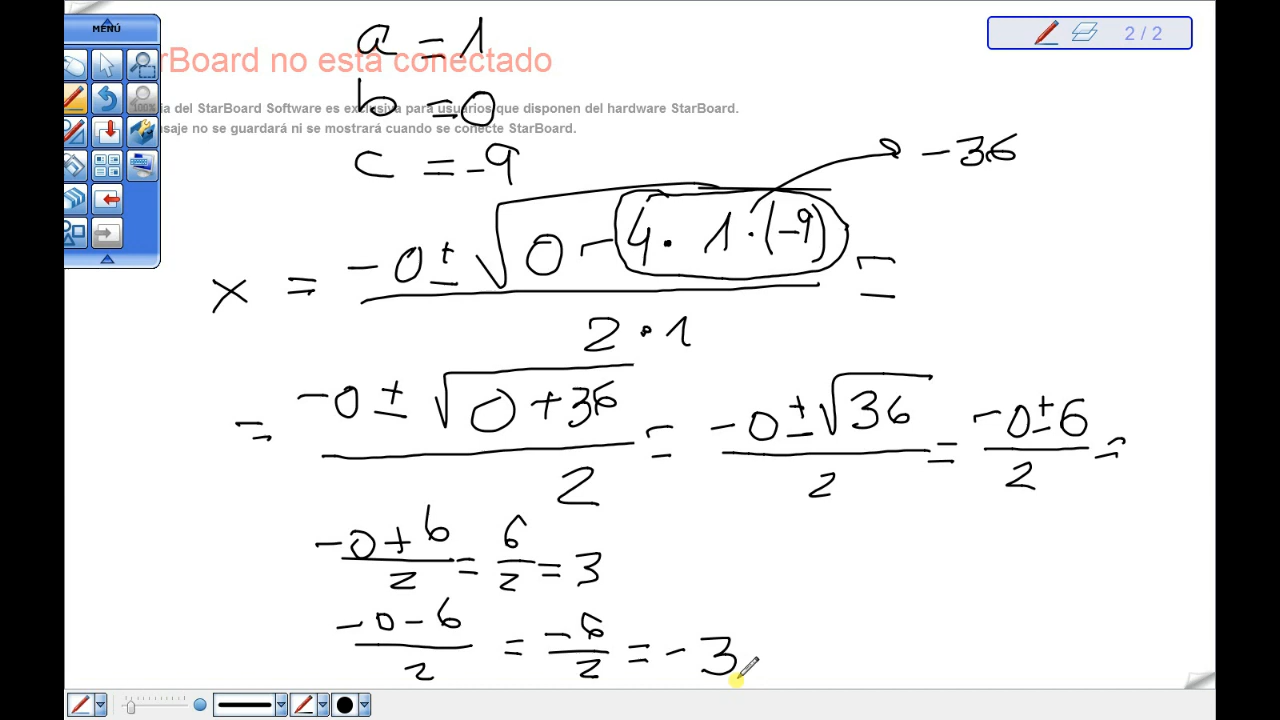 MENÚ
a = 1
2 / 2
rBoard no está conectado
b = 0
100%
ia del StarBoard Software es exclusiva para usuarios que disponen del hardware StarBoard.
saje no se guardará ni se mostrará cuando se conecte StarBoard.
c = -9
-36
x = (-0 ± √(0 - 4 · 1 · (-9))) / (2 · 1) =
= (-0 ± √(0 + 36)) / 2 = (-0 ± √36) / 2 = (-0 ± 6) / 2 =
(-0 + 6) / 2 = 6 / 2 = 3
(-0 - 6) / 2 = -6 / 2 = -3